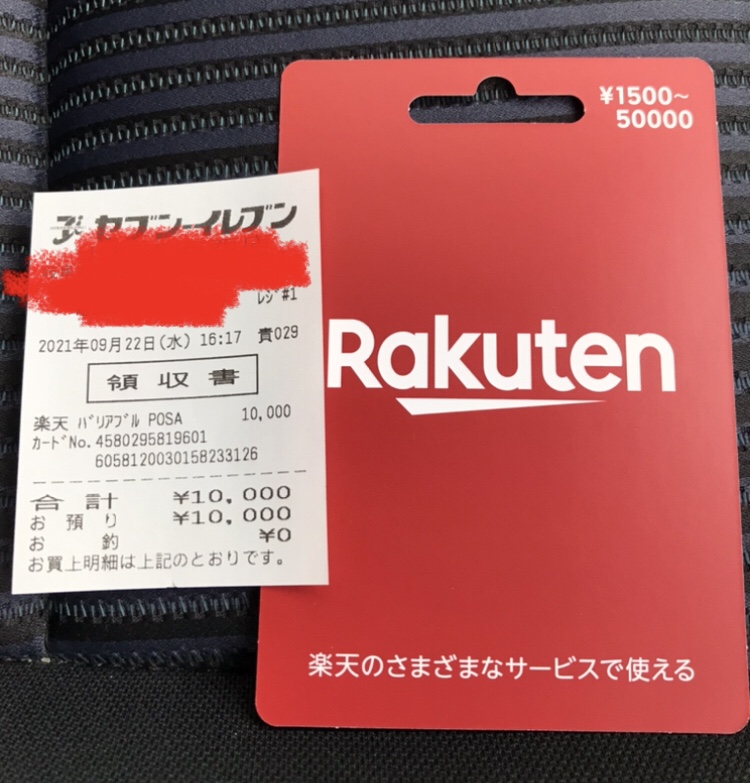 セブン-イレブン
レジ#1
2021年09月22日(水) 16:17 責029
領収書
楽天 バリアブル POSA 10,000
カードNo.4580295819601
6058120030158233126
合計 ¥10,000
お預り ¥10,000
お釣 ¥0
お買上明細は上記のとおりです。
¥1500~
50000
Rakuten
楽天のさまざまなサービスで使える